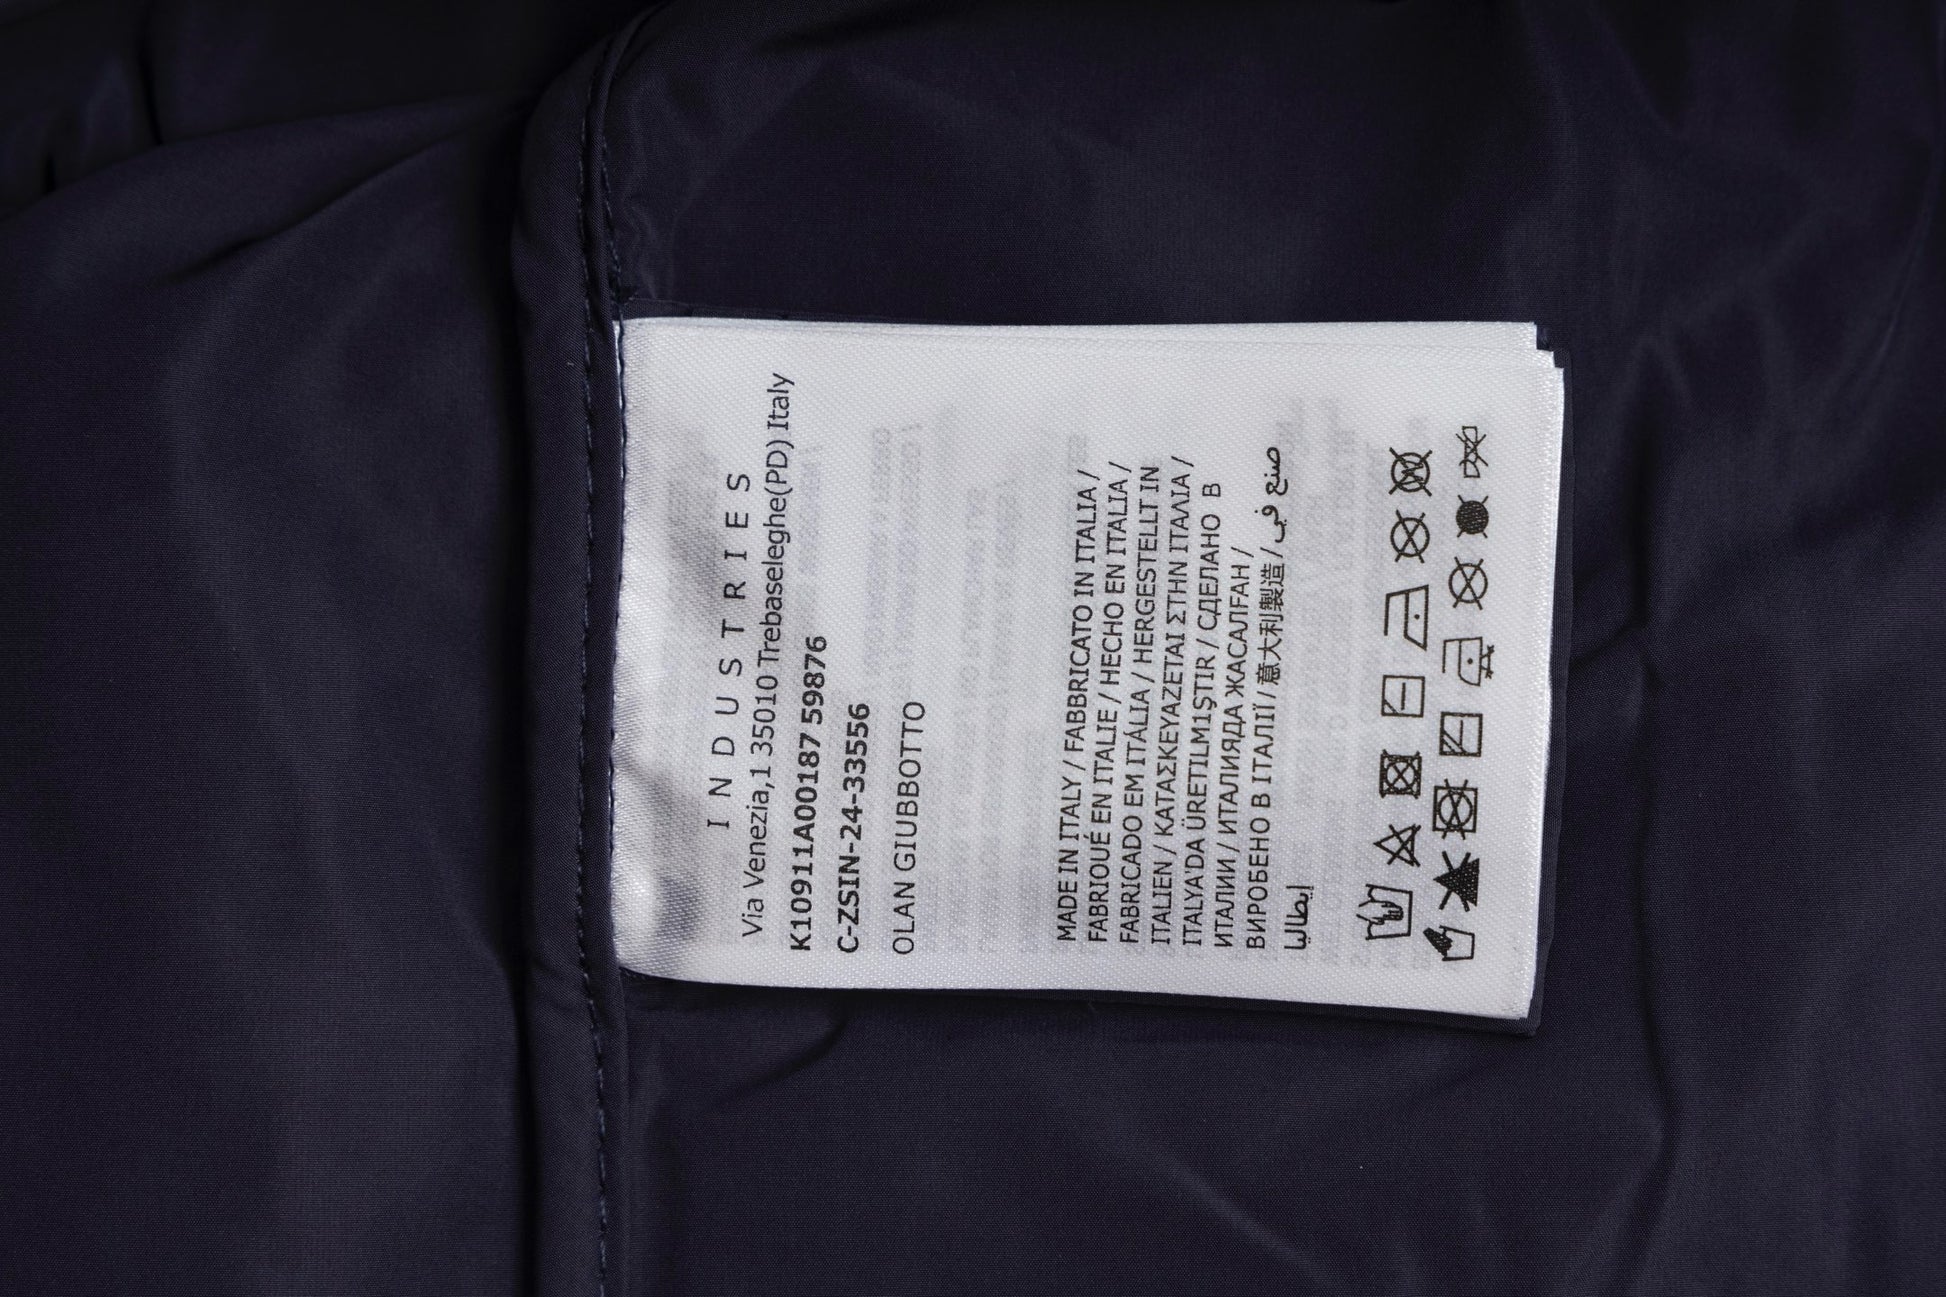 INDUSTRIES
Via Venezia,1 35010 Trebaseleghe(PD) Italy
K10911A00187 59876
C-ZSIN-24-33556
OLAN GIUBBOTTO
MADE IN ITALY / FABBRICATO IN ITALIA /
FABRIOUÉ EN ITALIE / HECHO EN ITALIA /
FABRICADO EM ITÁLIA / HERGESTELLT IN
ITALIEN / ΚΑΤΑΣΚΕΥΑΖΕΤΑΙ ΣΤΗΝ ΙΤΑΛΙΑ /
ITALYA'DA ÜRETILM1ŞTIR / СДЕЛАНО В
ИТАЛИИ / ИТАЛИЯДА ЖАСАЛҒАН /
ВИРОБЕНО В ІТАЛІЇ / 意大利製造 / صنع في
إيطاليا